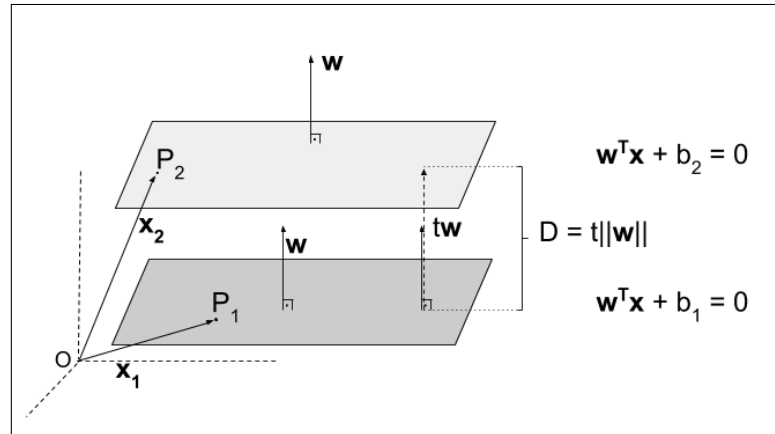 w
P₂
wᵀx + b₂ = 0
x₂
w
tw
D = t||w||
P₁
wᵀx + b₁ = 0
O
x₁